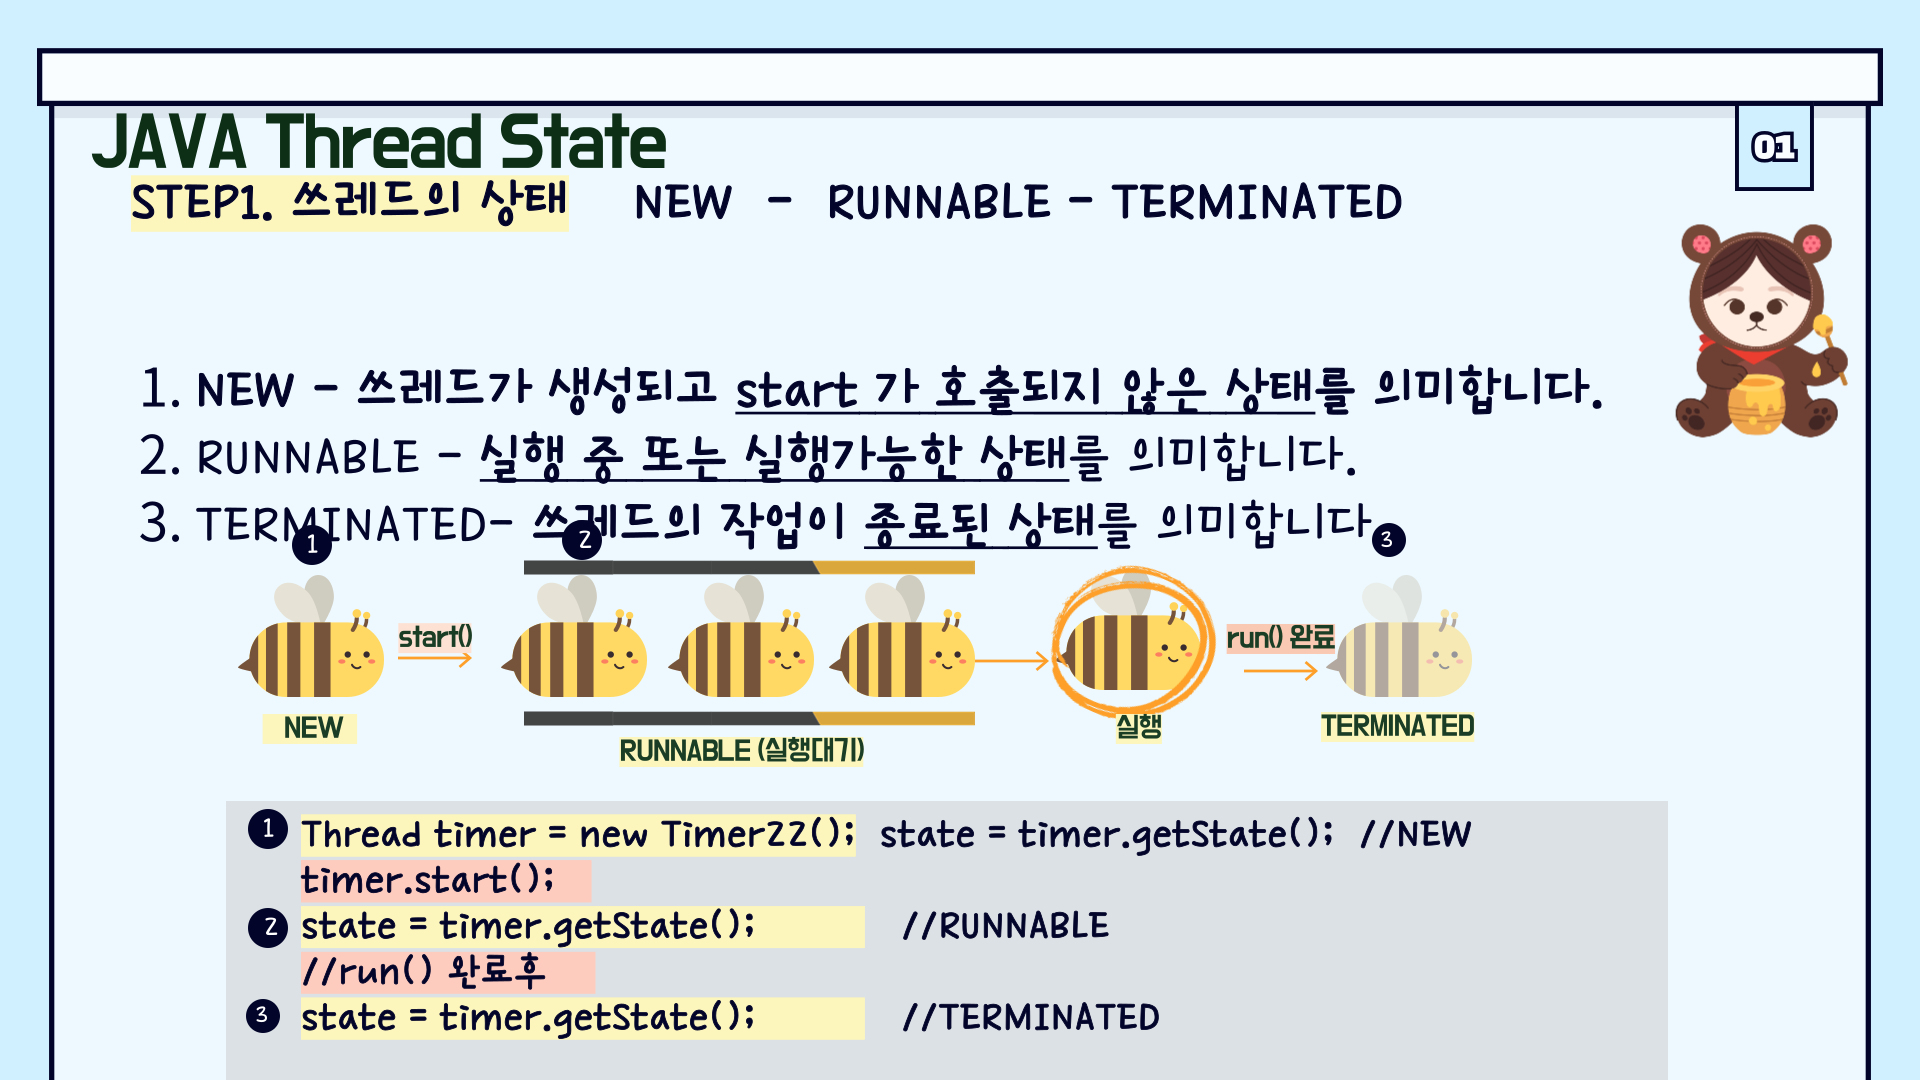 01
JAVA Thread State
STEP1. 쓰레드의 상태 NEW - RUNNABLE - TERMINATED
1. NEW - 쓰레드가 생성되고 start 가 호출되지 않은 상태를 의미합니다.
2. RUNNABLE - 실행 중 또는 실행가능한 상태를 의미합니다.
3. TERMINATED- 쓰레드의 작업이 종료된 상태를 의미합니다
1 2 3
start() run() 완료
NEW RUNNABLE (실행대기) 실행 TERMINATED
1 Thread timer = new Timer22(); state = timer.getState(); //NEW
timer.start();
2 state = timer.getState(); //RUNNABLE
//run() 완료후
3 state = timer.getState(); //TERMINATED